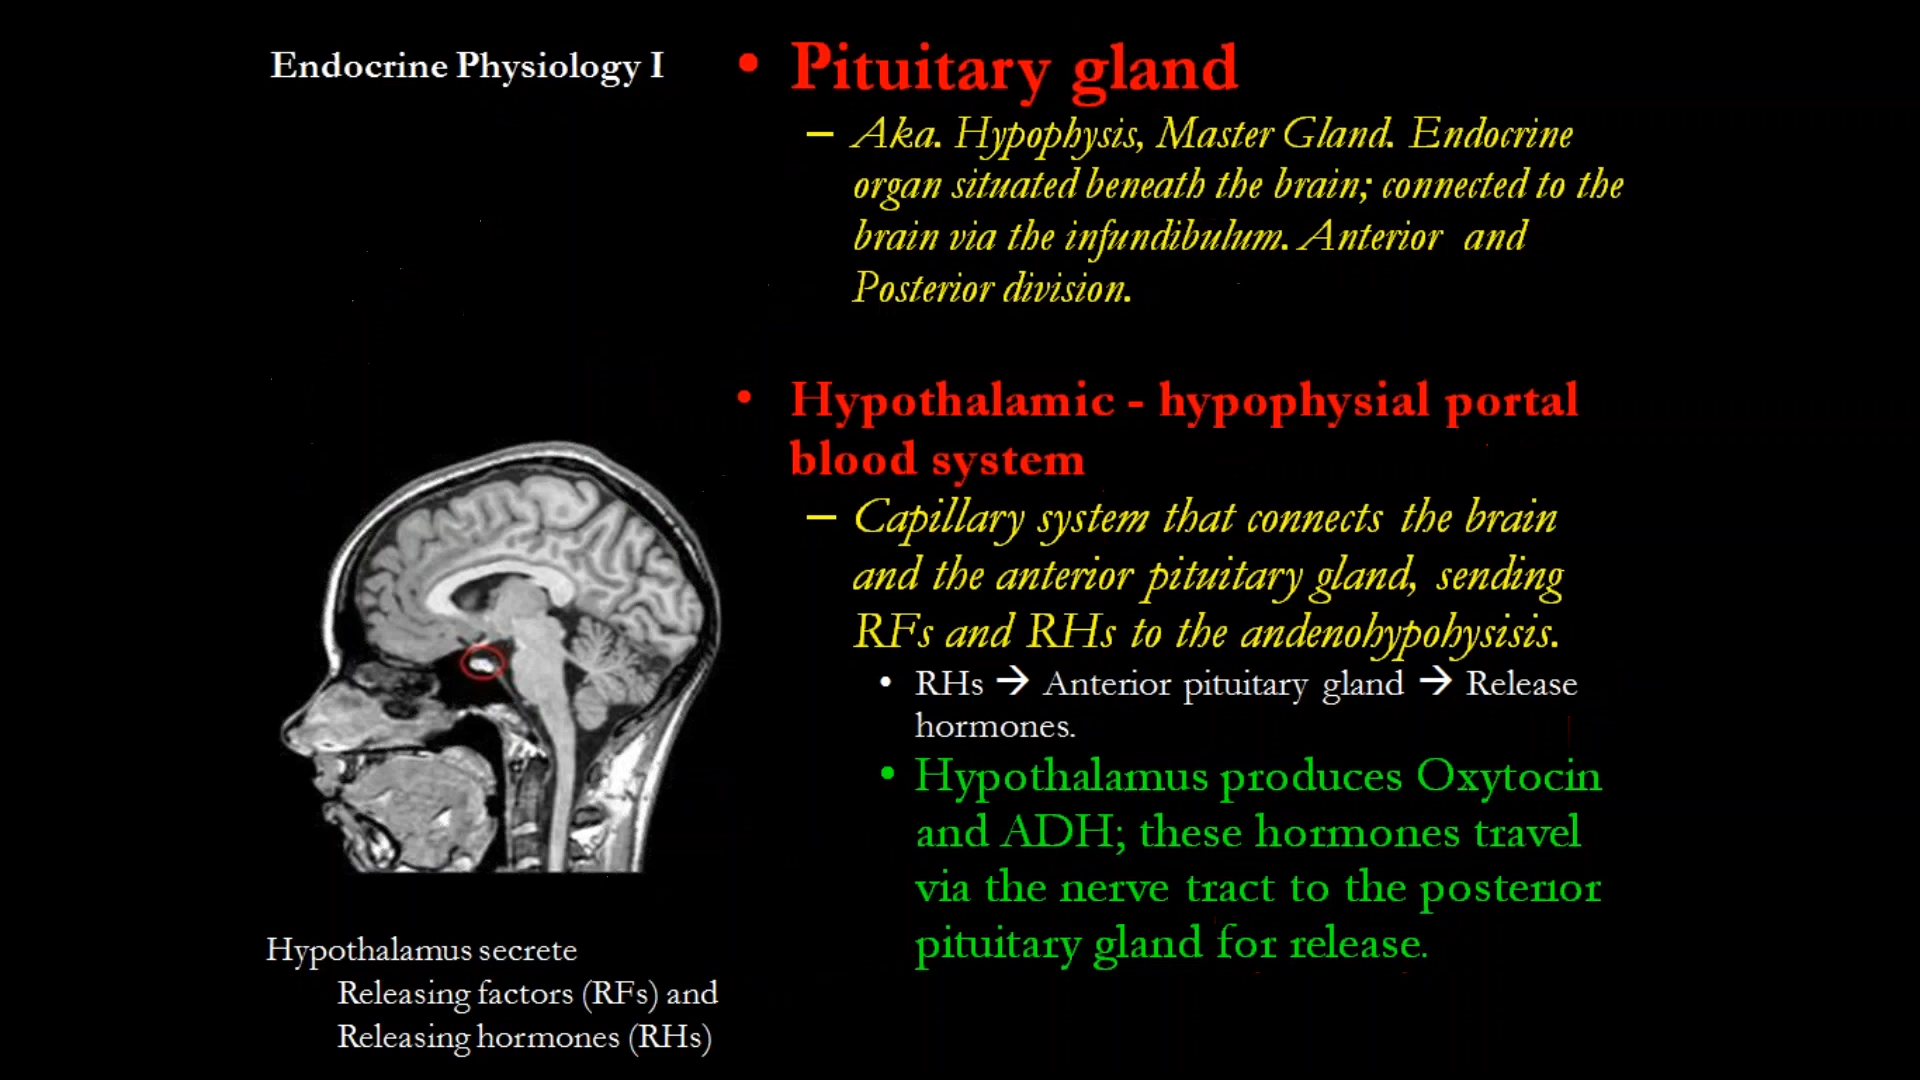 Endocrine Physiology I
• Pituitary gland
– Aka. Hypophysis, Master Gland. Endocrine
organ situated beneath the brain; connected to the
brain via the infundibulum. Anterior and
Posterior division.
• Hypothalamic - hypophysial portal
blood system
– Capillary system that connects the brain
and the anterior pituitary gland, sending
RFs and RHs to the andenohypohysisis.
• RHs → Anterior pituitary gland → Release
hormones.
• Hypothalamus produces Oxytocin
and ADH; these hormones travel
via the nerve tract to the posterior
pituitary gland for release.
Hypothalamus secrete
Releasing factors (RFs) and
Releasing hormones (RHs)